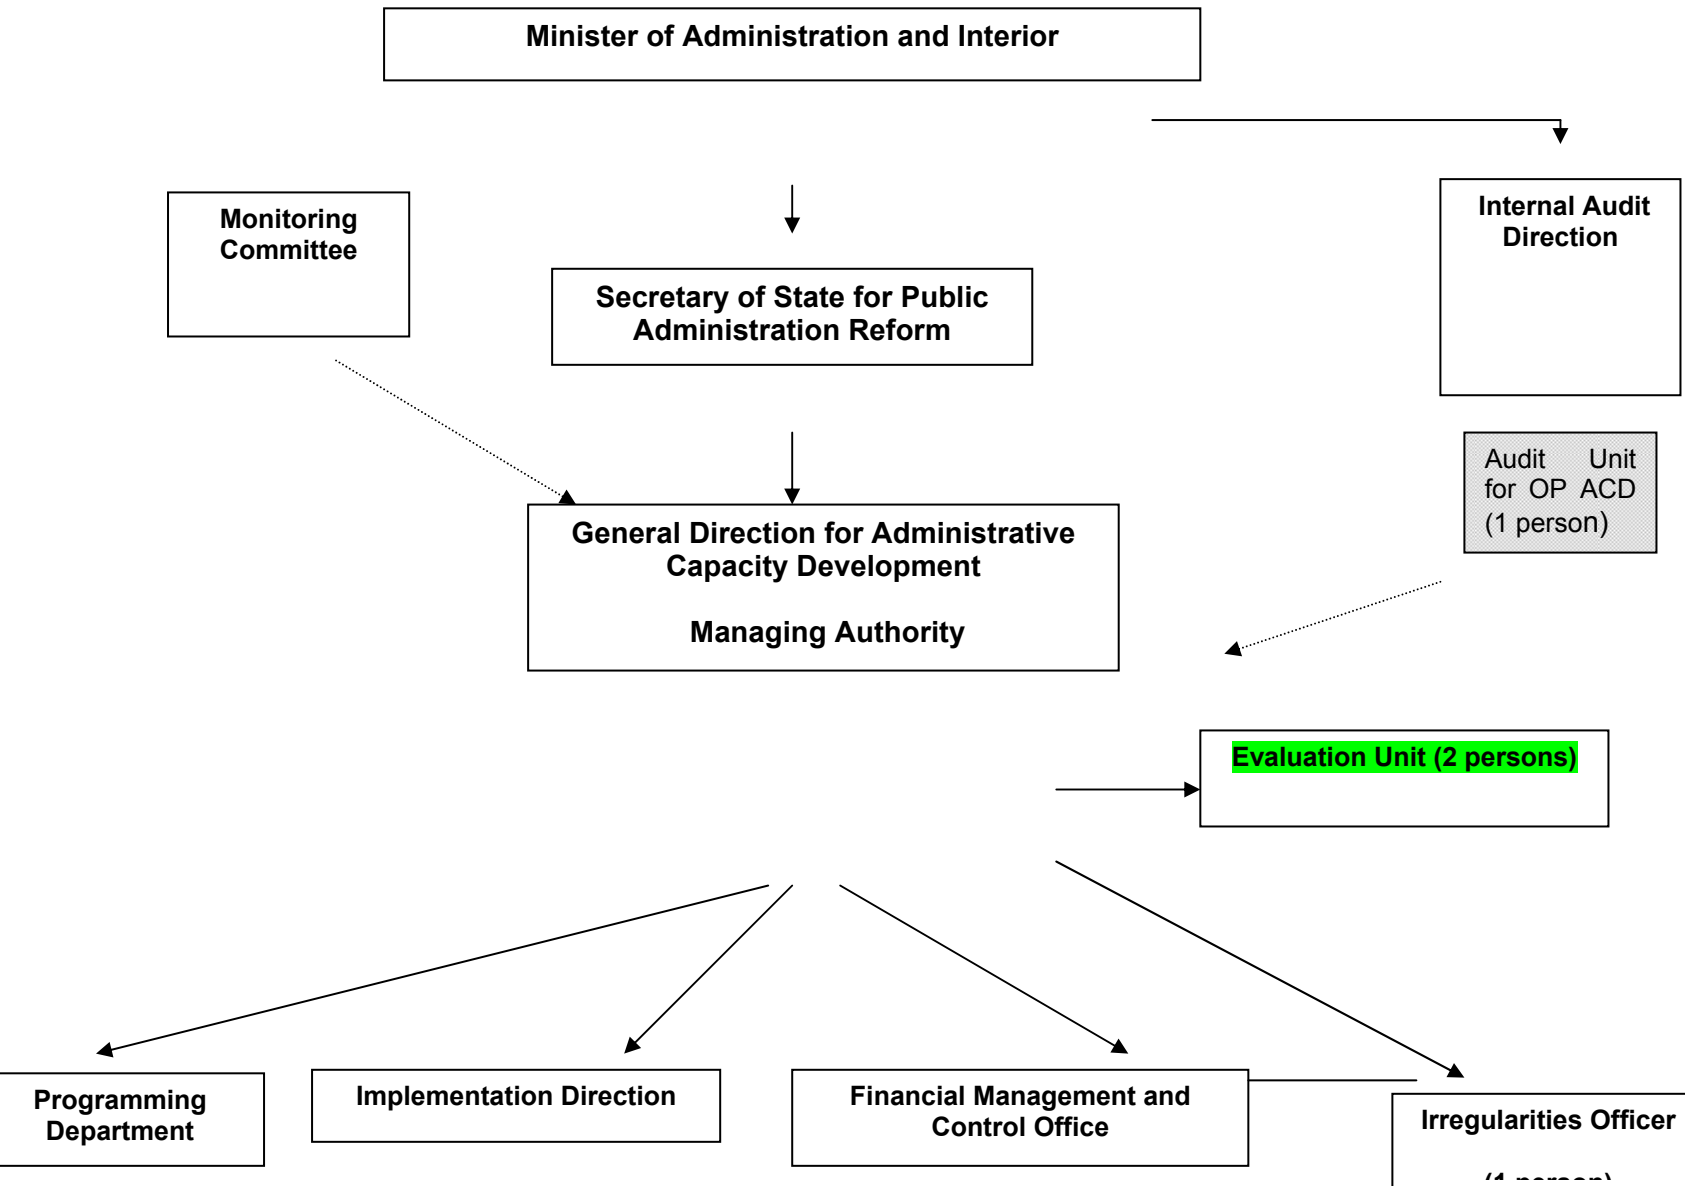 Minister of Administration and Interior
Monitoring
Committee
Internal Audit
Direction
Secretary of State for Public
Administration Reform
Audit Unit
for OP ACD
(1 person)
General Direction for Administrative
Capacity Development
Managing Authority
Evaluation Unit (2 persons)
Programming
Department
Implementation Direction
Financial Management and
Control Office
Irregularities Officer
(1 person)